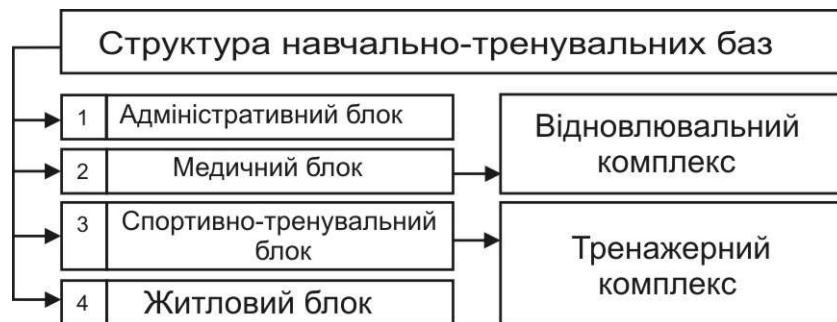 Структура навчально-тренувальних баз
1 Адміністративний блок
2 Медичний блок
3 Спортивно-тренувальний
блок
4 Житловий блок
Відновлювальний
комплекс
Тренажерний
комплекс